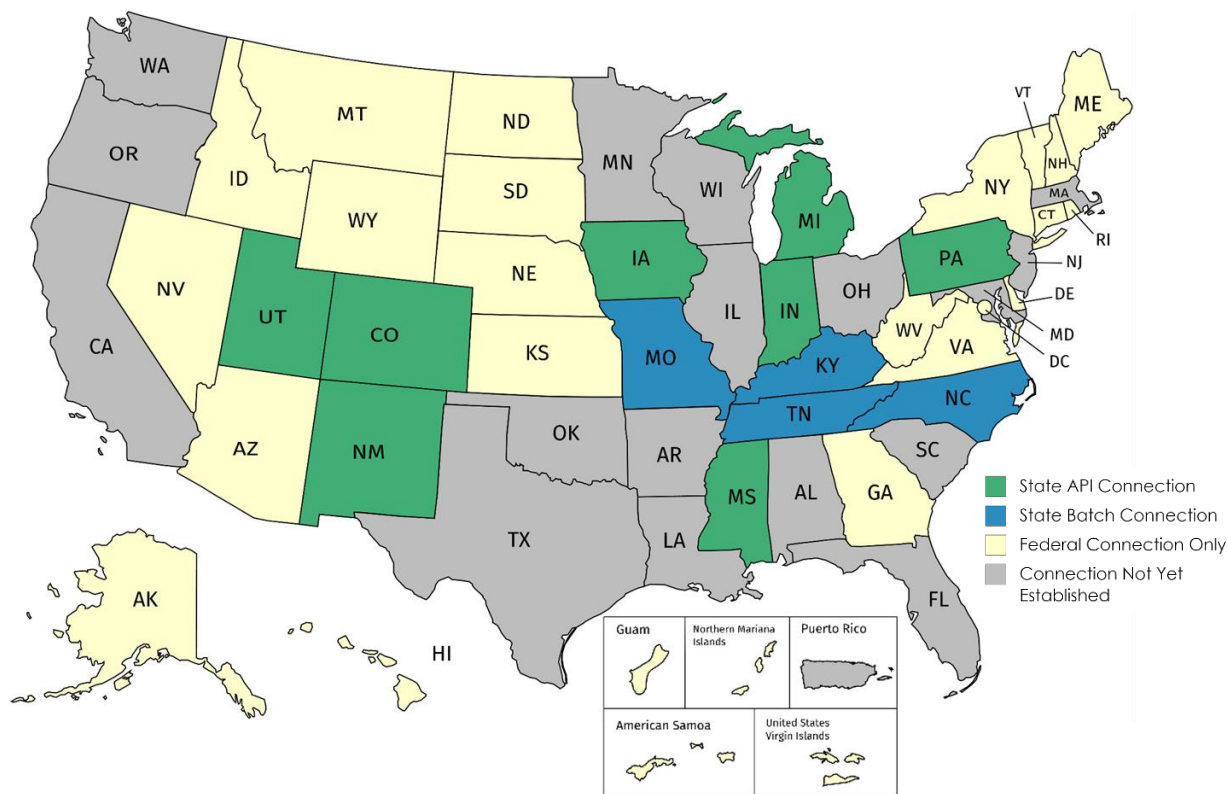 WA
MT
ND
MN
VT
ME
OR
ID
SD
WI
NY
NH
WY
MI
MA
CT
RI
IA
NE
PA
NJ
NV
UT
CO
IL
IN
OH
DE
CA
KS
MO
WV
VA
MD
KY
DC
AZ
NM
OK
AR
TN
NC
MS
AL
GA
SC
TX
LA
FL
State API Connection
State Batch Connection
Federal Connection Only
Connection Not Yet
Established
AK
HI
Guam
Northern Mariana
Islands
Puerto Rico
American Samoa
United States
Virgin Islands